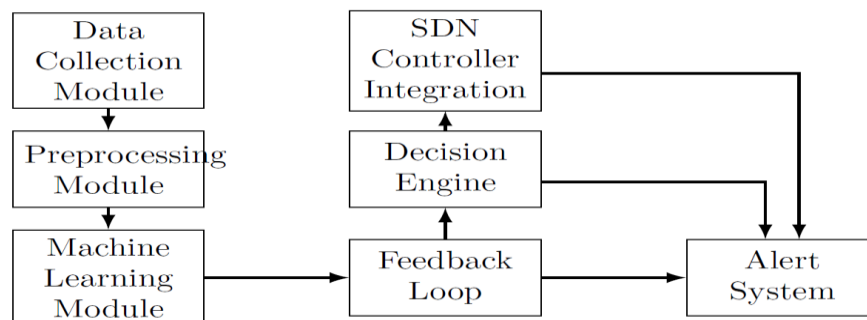 Data
Collection
Module
Preprocessing
Module
Machine
Learning
Module
SDN
Controller
Integration
Decision
Engine
Feedback
Loop
Alert
System